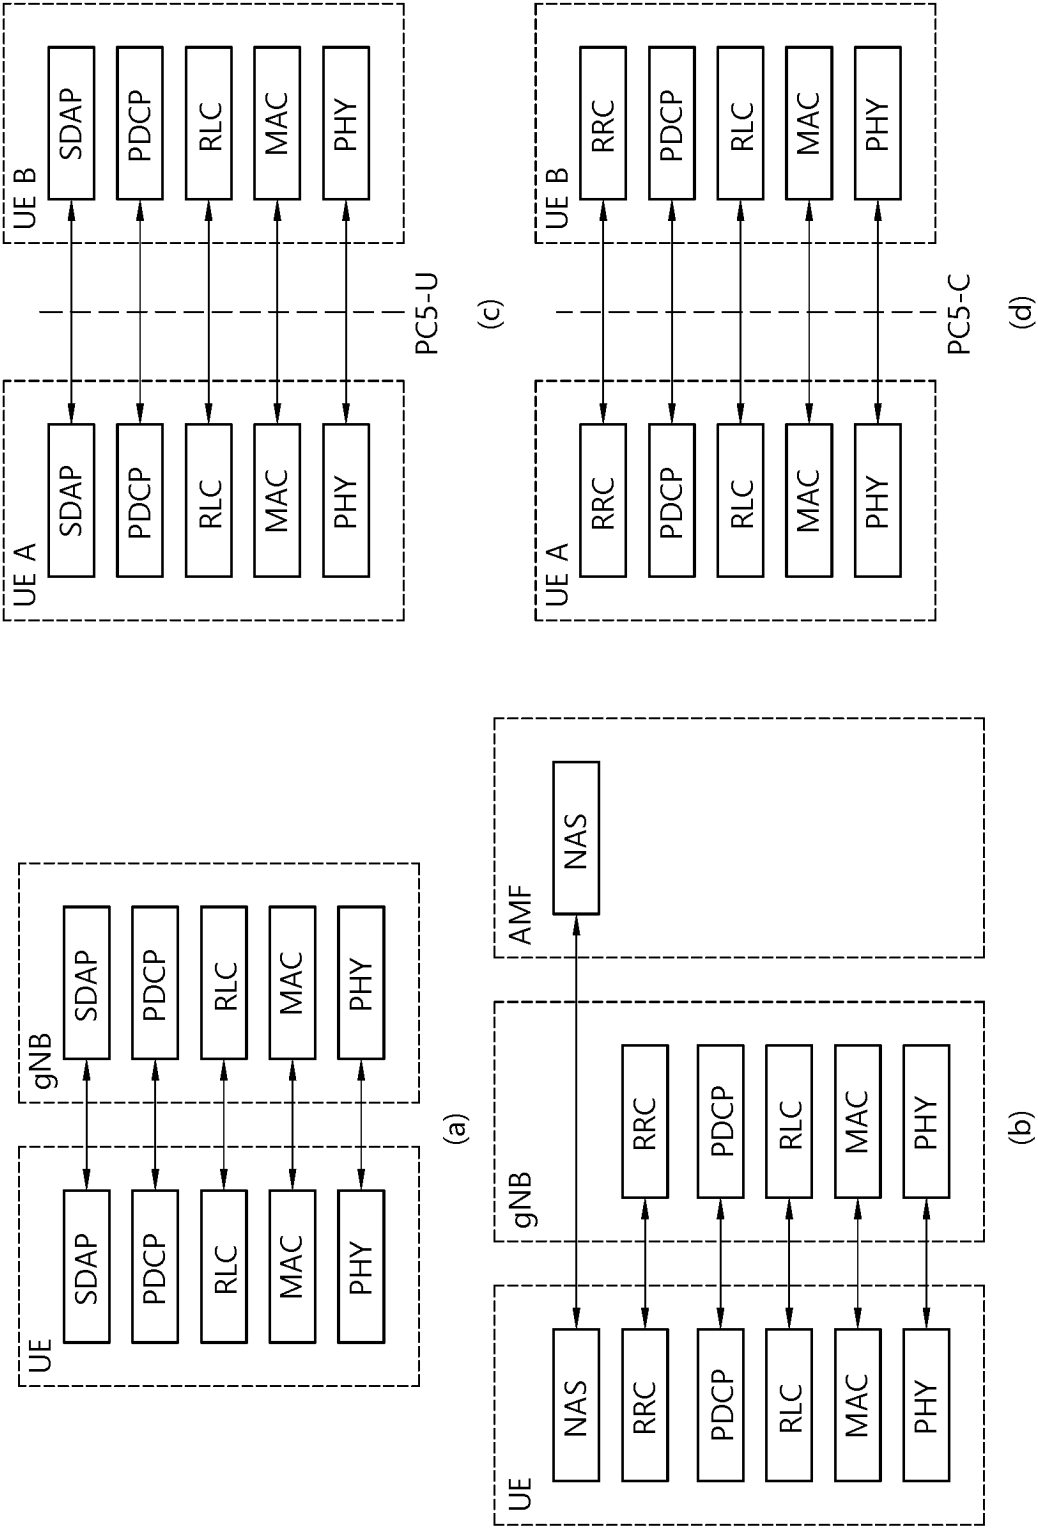 UE
gNB
SDAP
SDAP
PDCP
PDCP
RLC
RLC
MAC
MAC
PHY
PHY
(a)
UE
gNB
AMF
NAS
NAS
RRC
RRC
PDCP
PDCP
RLC
RLC
MAC
MAC
PHY
PHY
(b)
UE A
UE B
SDAP
SDAP
PDCP
PDCP
RLC
RLC
MAC
MAC
PHY
PHY
PC5-U
(c)
UE A
UE B
RRC
RRC
PDCP
PDCP
RLC
RLC
MAC
MAC
PHY
PHY
PC5-C
(d)